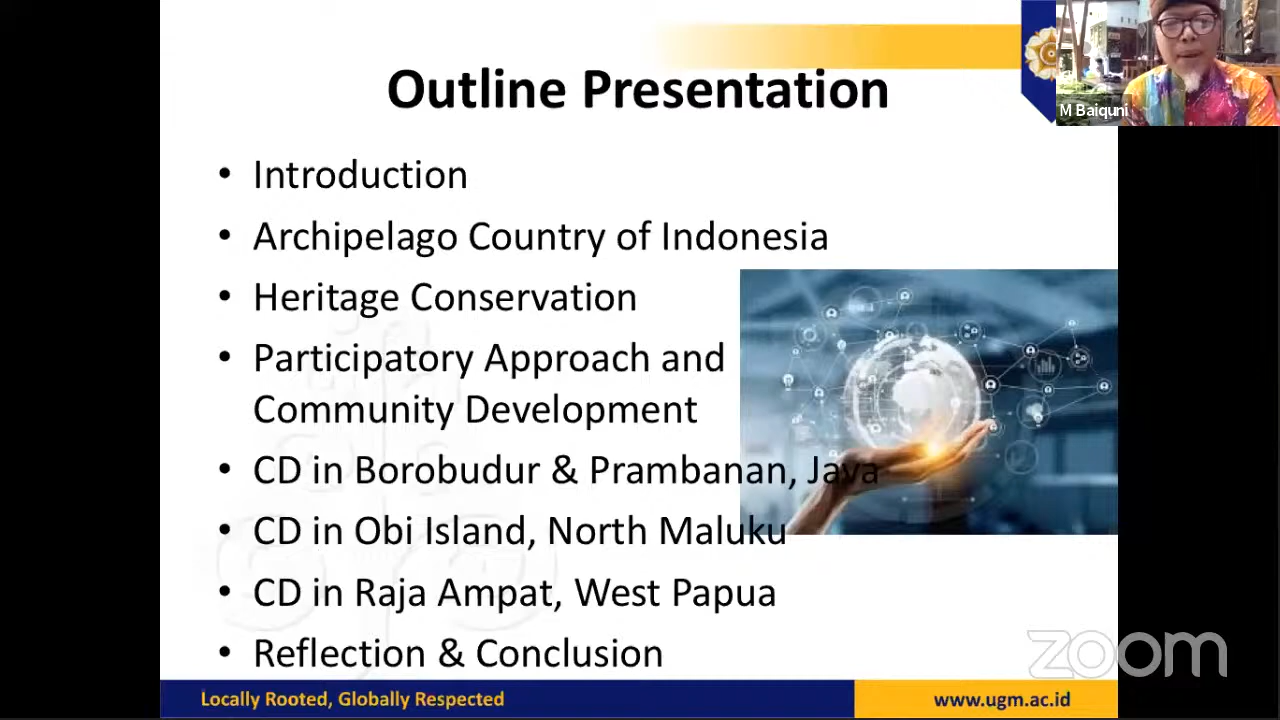 Outline Presentation
M Baiquni
• Introduction
• Archipelago Country of Indonesia
• Heritage Conservation
• Participatory Approach and
Community Development
• CD in Borobudur & Prambanan, Java
• CD in Obi Island, North Maluku
• CD in Raja Ampat, West Papua
• Reflection & Conclusion
zoom
Locally Rooted, Globally Respected
www.ugm.ac.id